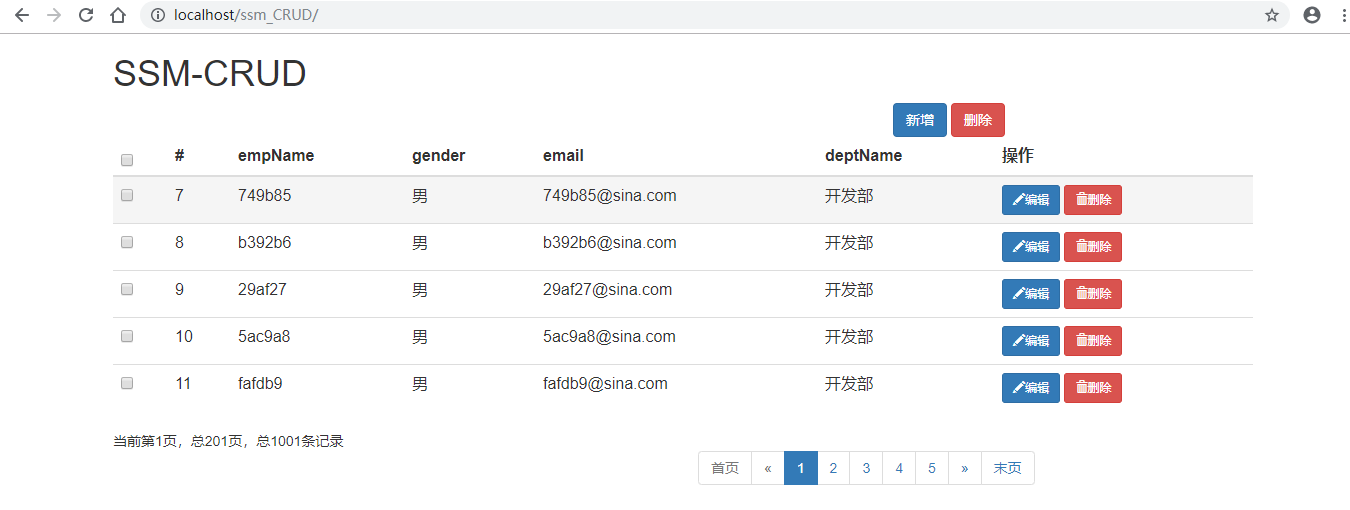 localhost/ssm_CRUD/
SSM-CRUD
新增 删除
# empName gender email deptName 操作
7 749b85 男 749b85@sina.com 开发部 编辑 删除
8 b392b6 男 b392b6@sina.com 开发部 编辑 删除
9 29af27 男 29af27@sina.com 开发部 编辑 删除
10 5ac9a8 男 5ac9a8@sina.com 开发部 编辑 删除
11 fafdb9 男 fafdb9@sina.com 开发部 编辑 删除
当前第1页，总201页，总1001条记录
首页 « 1 2 3 4 5 » 末页